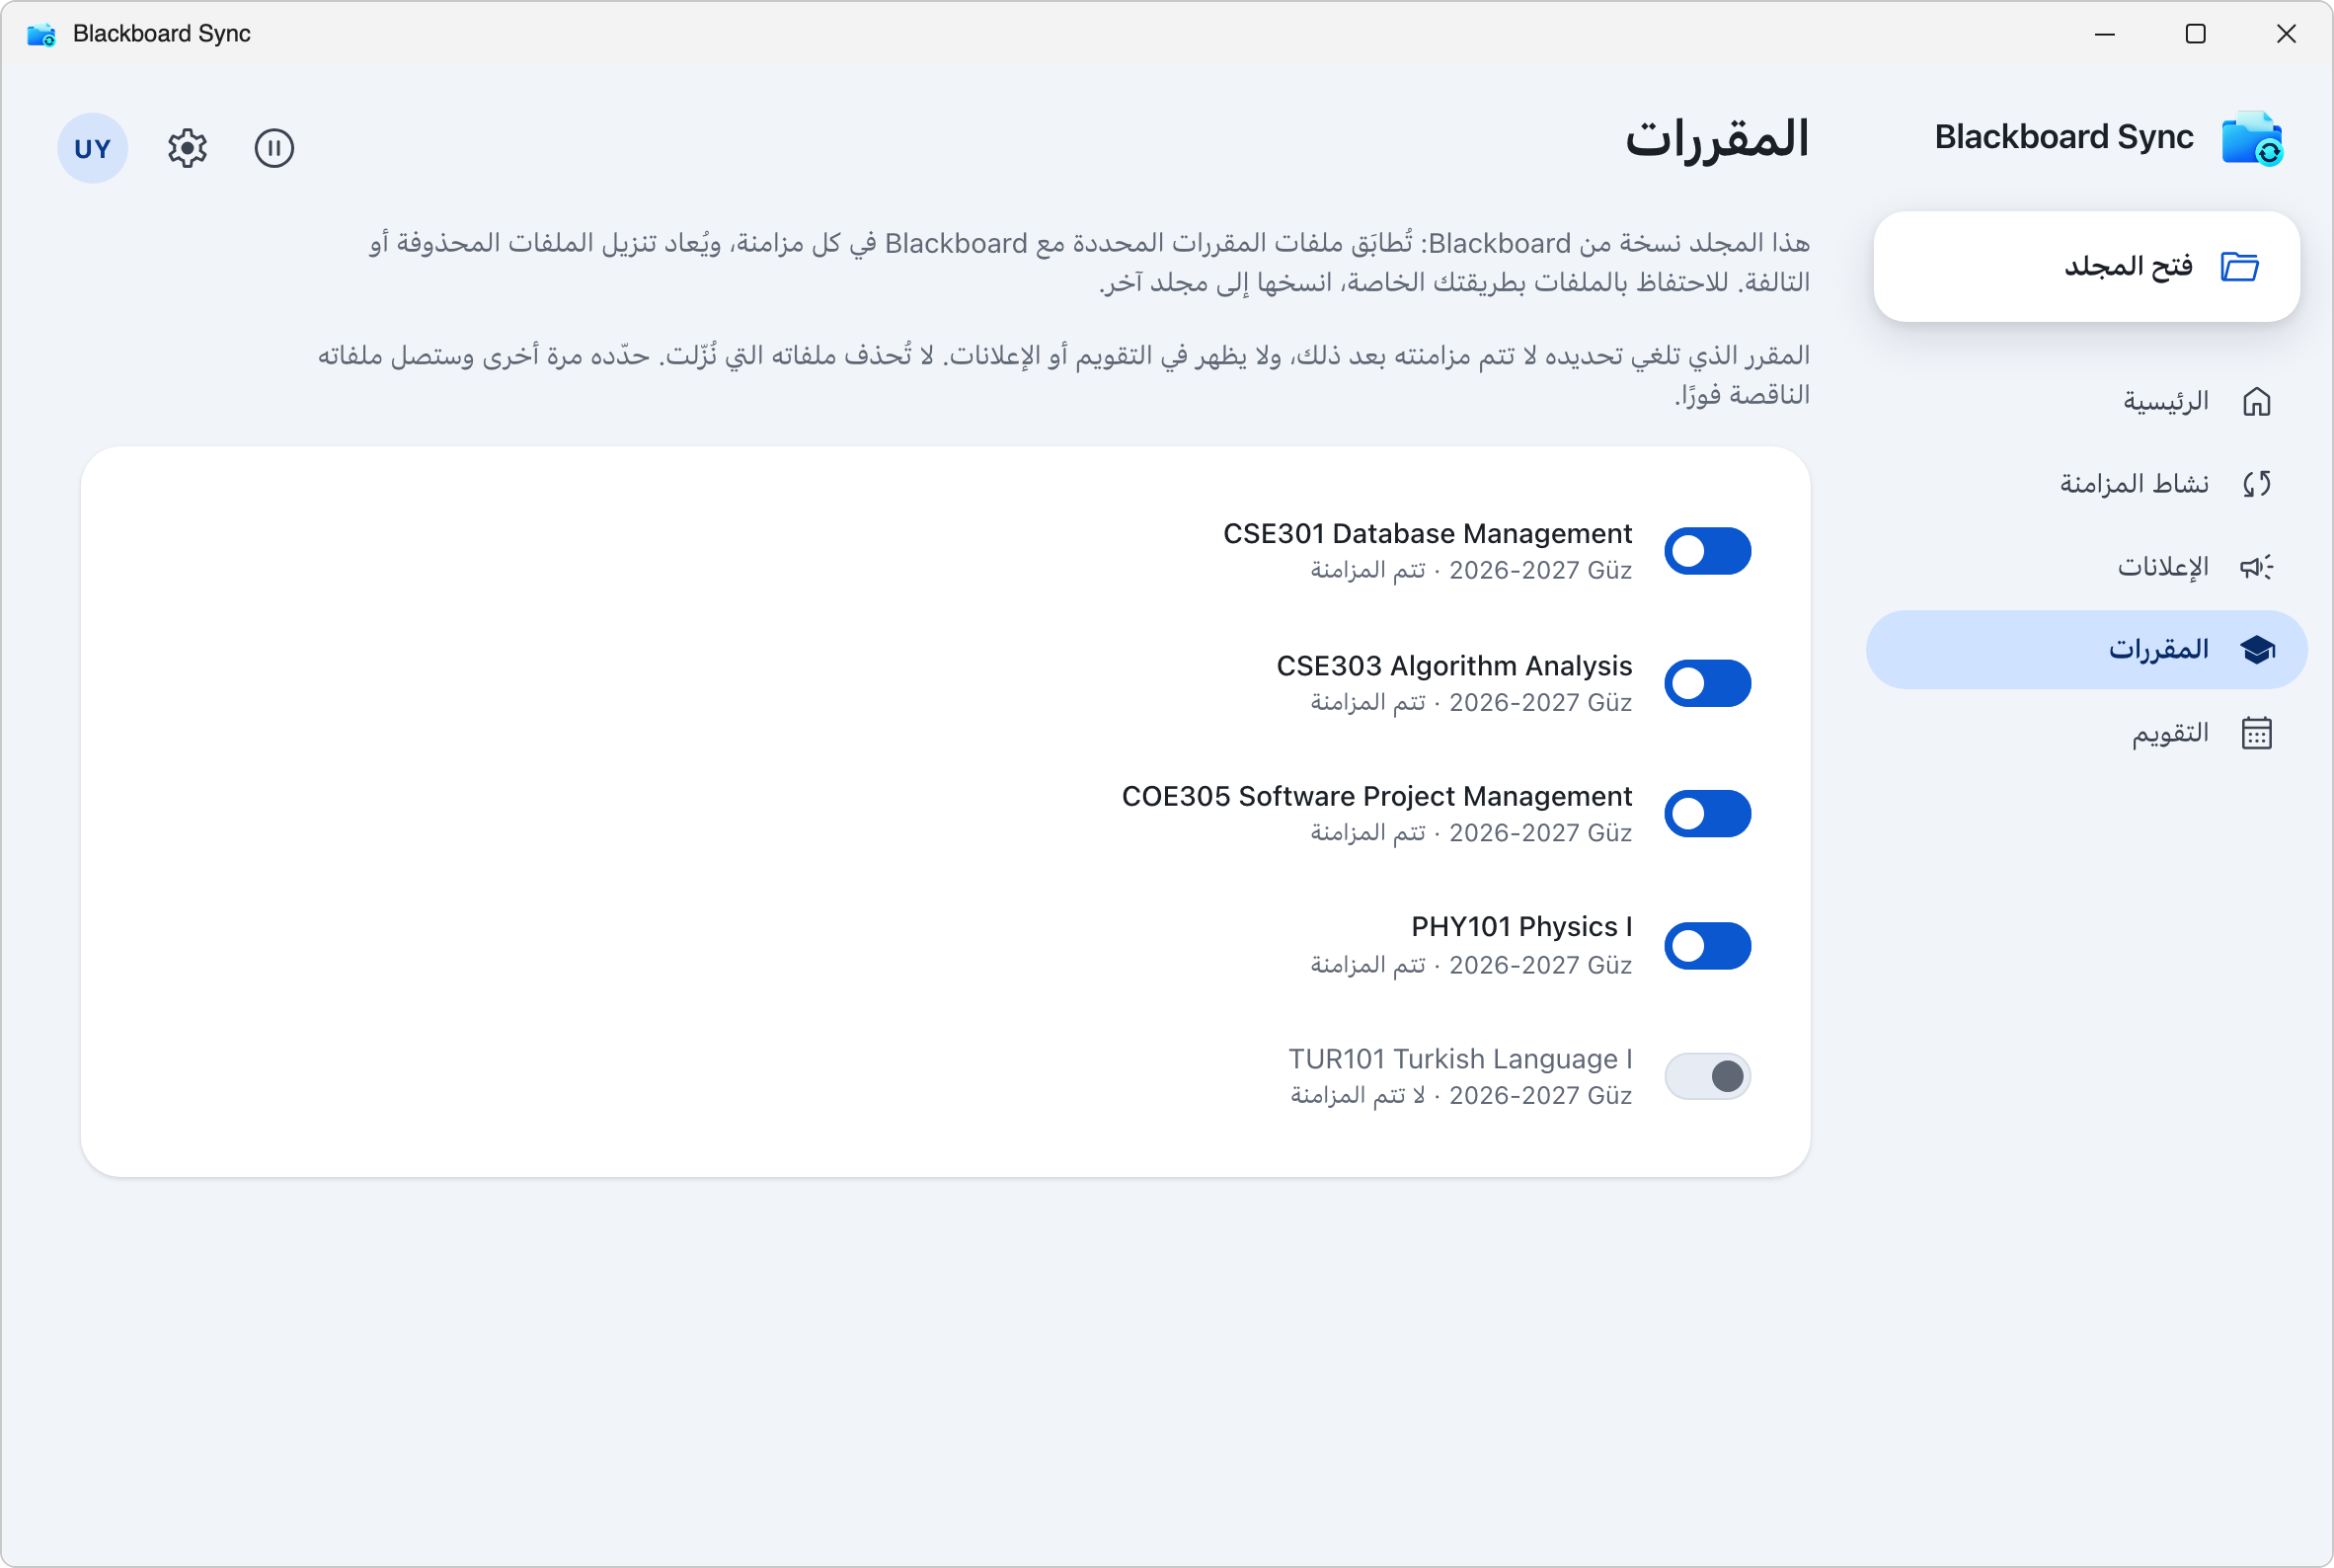 Blackboard Sync
Blackboard Sync
فتح المجلد
الرئيسية
نشاط المزامنة
الإعلانات
المقررات
التقويم
المقررات
UY
هذا المجلد نسخة من Blackboard: تُطابَق ملفات المقررات المحددة مع Blackboard في كل مزامنة، ويُعاد تنزيل الملفات المحذوفة أو
التالفة. للاحتفاظ بالملفات بطريقتك الخاصة، انسخها إلى مجلد آخر.
المقرر الذي تلغي تحديده لا تتم مزامنته بعد ذلك، ولا يظهر في التقويم أو الإعلانات. لا تُحذف ملفاته التي نُزّلت. حدّده مرة أخرى وستصل ملفاته
الناقصة فورًا.
CSE301 Database Management
2026-2027 Güz · تتم المزامنة
CSE303 Algorithm Analysis
2026-2027 Güz · تتم المزامنة
COE305 Software Project Management
2026-2027 Güz · تتم المزامنة
PHY101 Physics I
2026-2027 Güz · تتم المزامنة
TUR101 Turkish Language I
2026-2027 Güz · لا تتم المزامنة